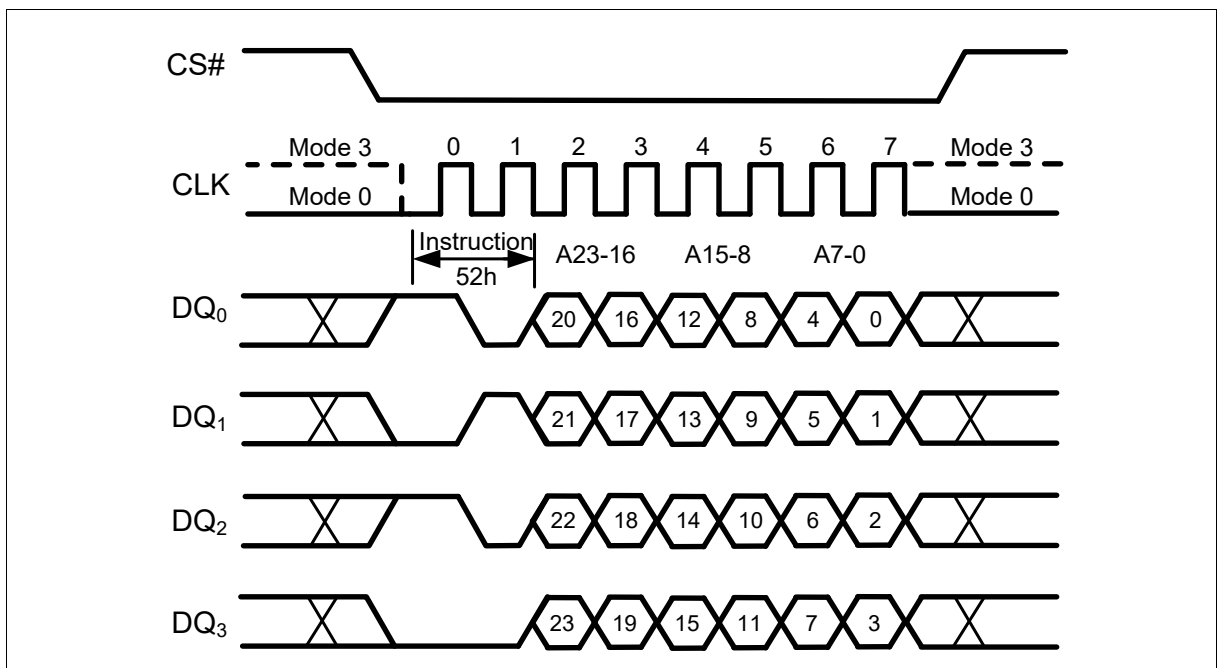 CS#
Mode 3 0 1 2 3 4 5 6 7 Mode 3
CLK
Mode 0 Mode 0
Instruction A23-16 A15-8 A7-0
52h
DQ0 20 16 12 8 4 0
DQ1 21 17 13 9 5 1
DQ2 22 18 14 10 6 2
DQ3 23 19 15 11 7 3